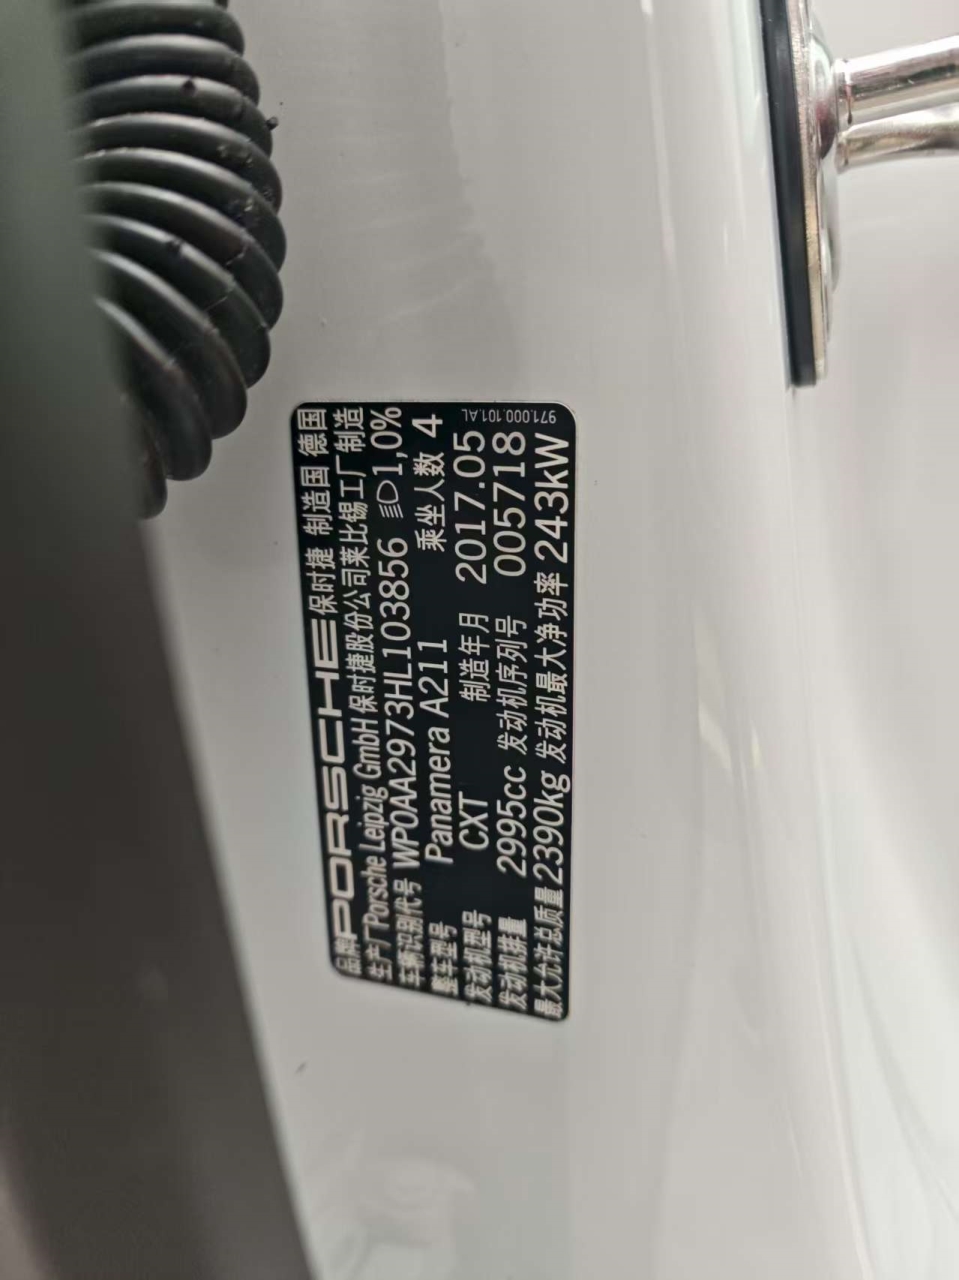 品牌 PORSCHE 保时捷 制造国 德国
生产厂 Porsche Leipzig GmbH 保时捷股份公司莱比锡工厂制造
车辆识别代号 WP0AA2973HL103856 1,0%
整车型号 Panamera A211 乘坐人数 4
发动机型号 CXT 制造年月 2017.05
发动机排量 2995cc 发动机序列号 005718
最大允许总质量 2390kg 发动机最大净功率 243kW
971.000.101.AL